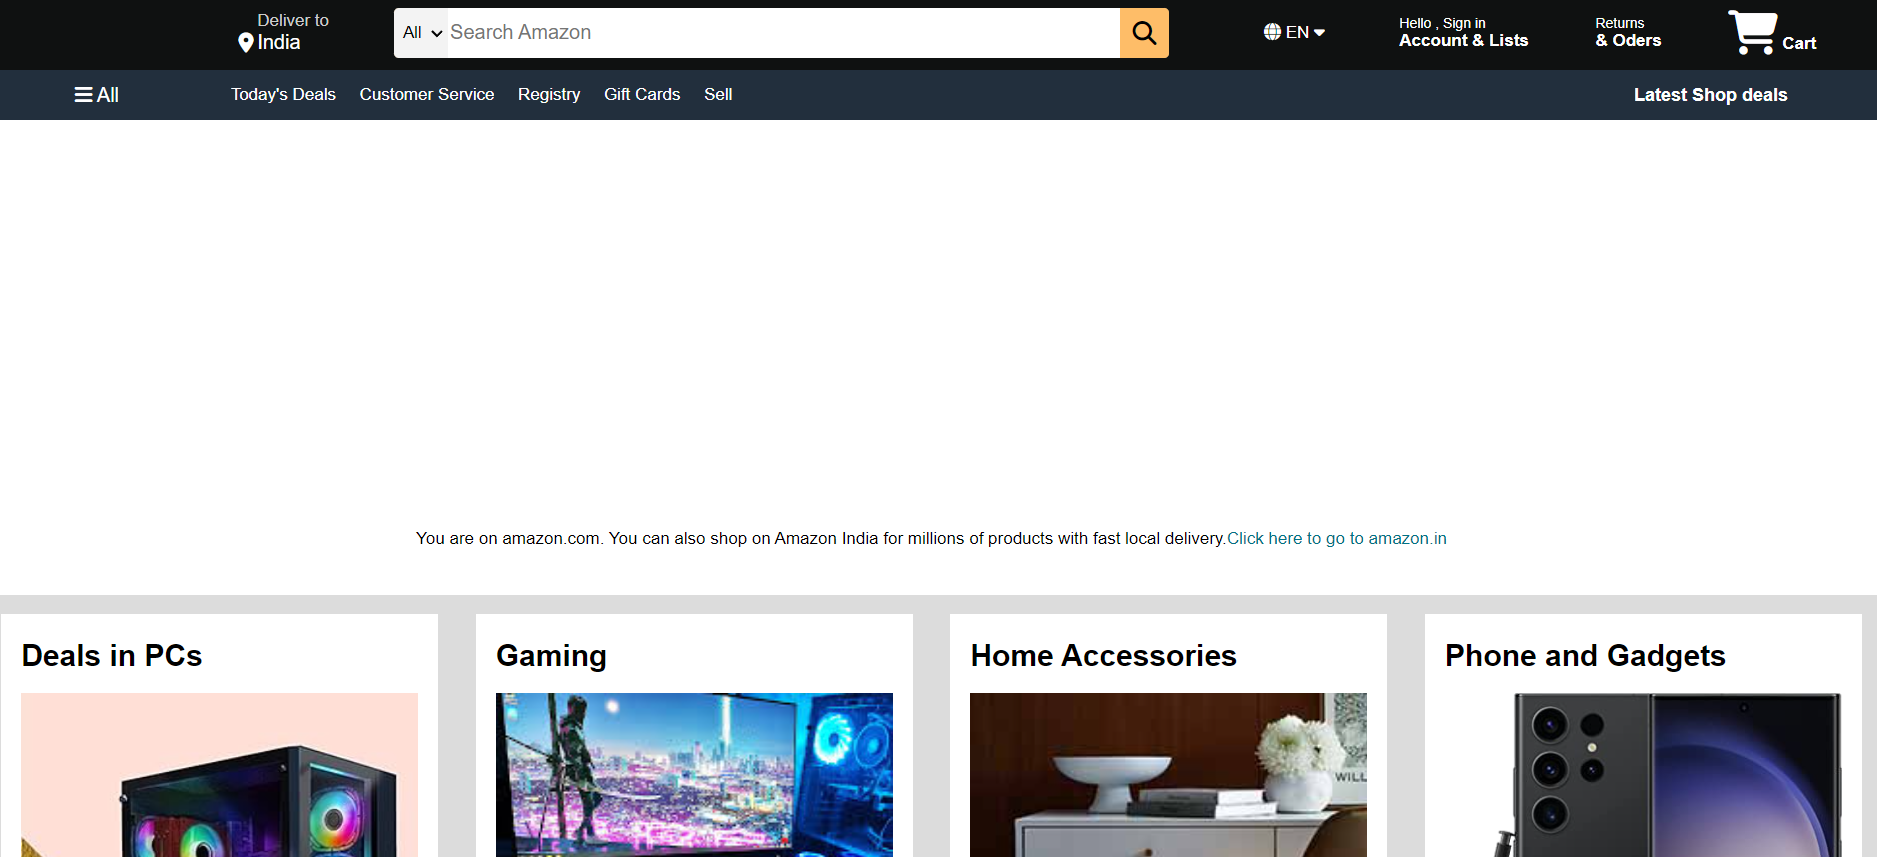 Deliver to
India
All Search Amazon
EN
Hello , Sign in
Account & Lists
Returns
& Oders
Cart
All
Today's Deals Customer Service Registry Gift Cards Sell
Latest Shop deals
You are on amazon.com. You can also shop on Amazon India for millions of products with fast local delivery.Click here to go to amazon.in
Deals in PCs
Gaming
Home Accessories
Phone and Gadgets
WILL